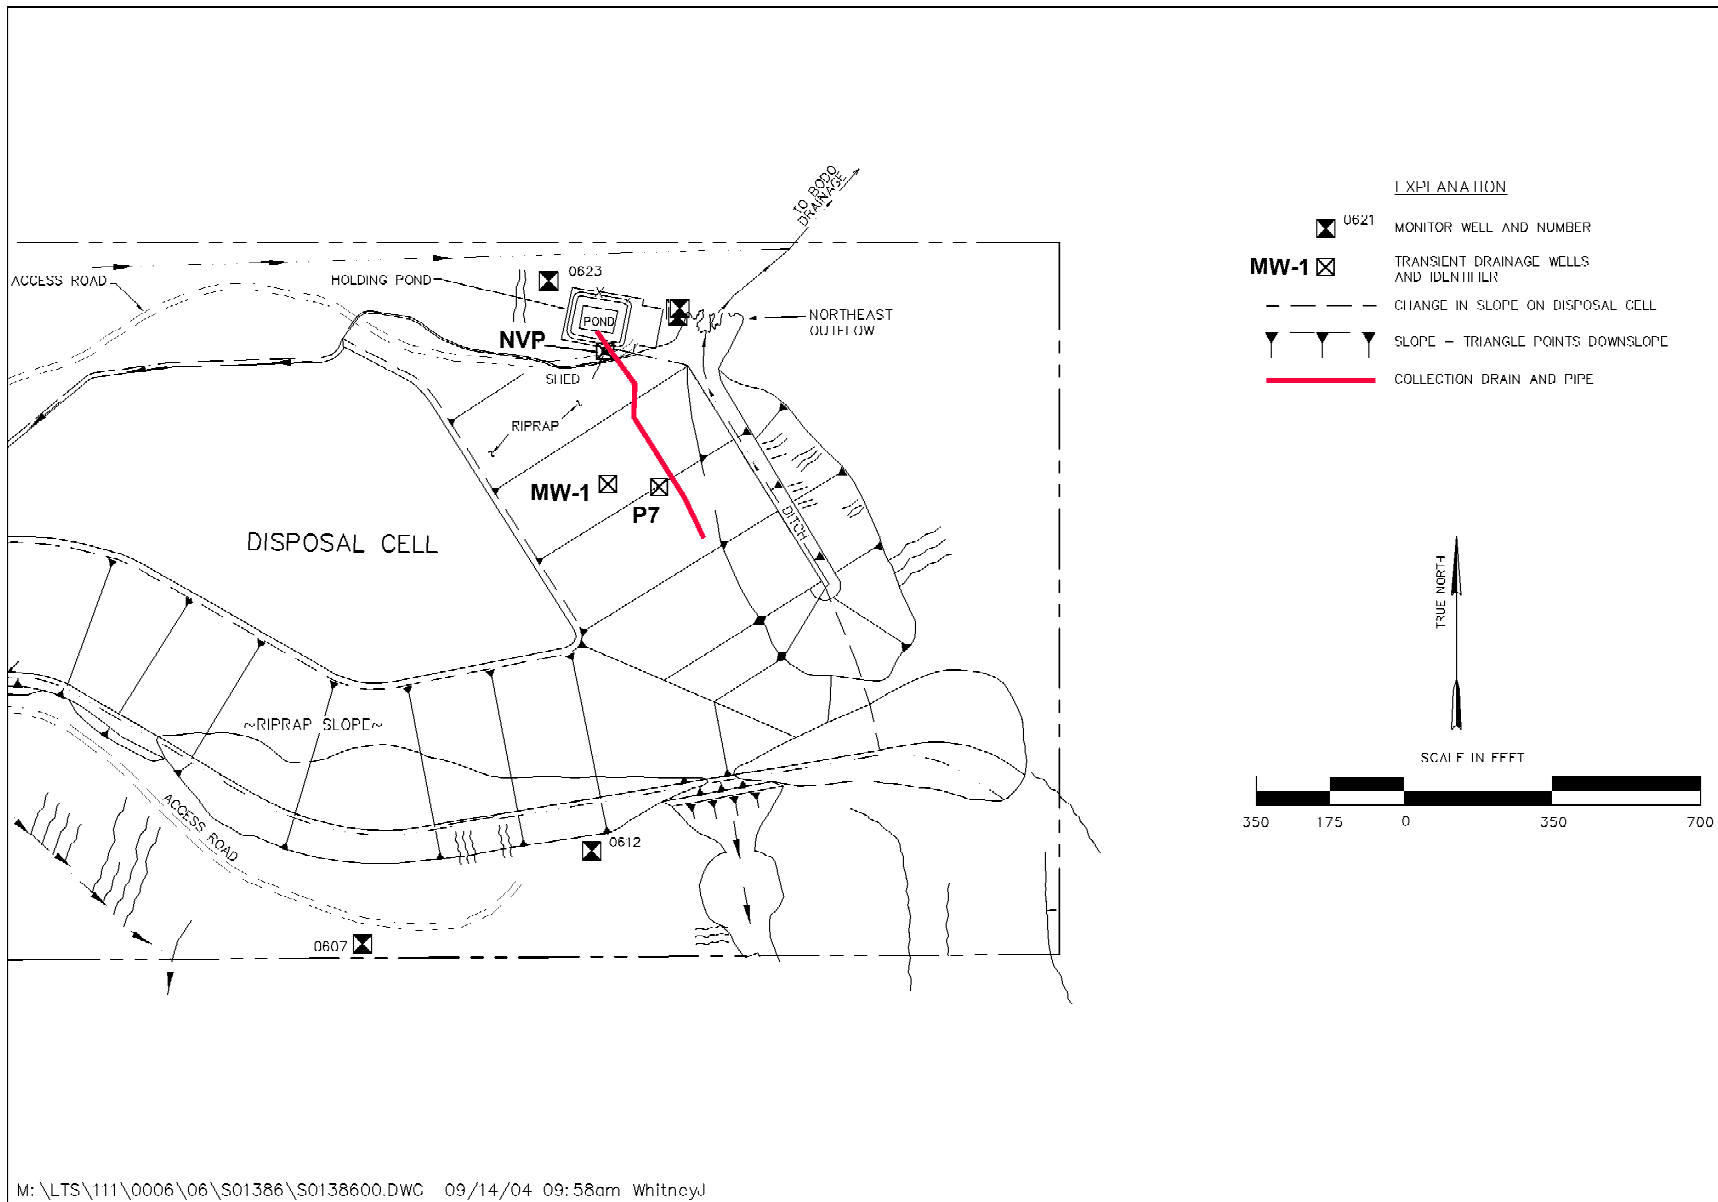 TO BODO
DRAINAGE
EXPLANATION
0621
MONITOR WELL AND NUMBER
MW-1
TRANSIENT DRAINAGE WELLS
AND IDENTIFIER
CHANGE IN SLOPE ON DISPOSAL CELL
SLOPE – TRIANGLE POINTS DOWNSLOPE
COLLECTION DRAIN AND PIPE
ACCESS ROAD
HOLDING POND
0623
POND
NORTHEAST
OUTFLOW
NVP
SHED
RIPRAP
MW-1
P7
DITCH
DISPOSAL CELL
TRUE NORTH
~RIPRAP SLOPE~
ACCESS ROAD
SCALE IN FEET
350 175 0 350 700
0612
0607
M:\LTS\111\0006\06\S01386\S0138600.DWG 09/14/04 09:58am WhitneyJ